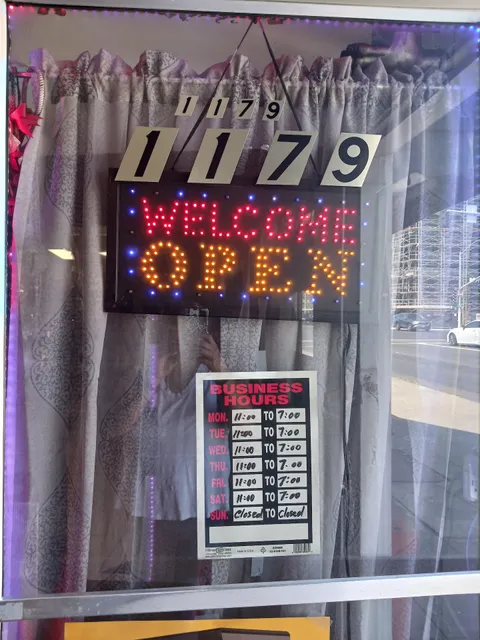 1179
1179
WELCOME
OPEN
BUSINESS
HOURS
MON. 11:00 TO 7:00
TUE. 11:00 TO 7:00
WED. 11:00 TO 7:00
THU. 11:00 TO 7:00
FRI. 11:00 TO 7:00
SAT. 11:00 TO 7:00
SUN. Closed TO Closed